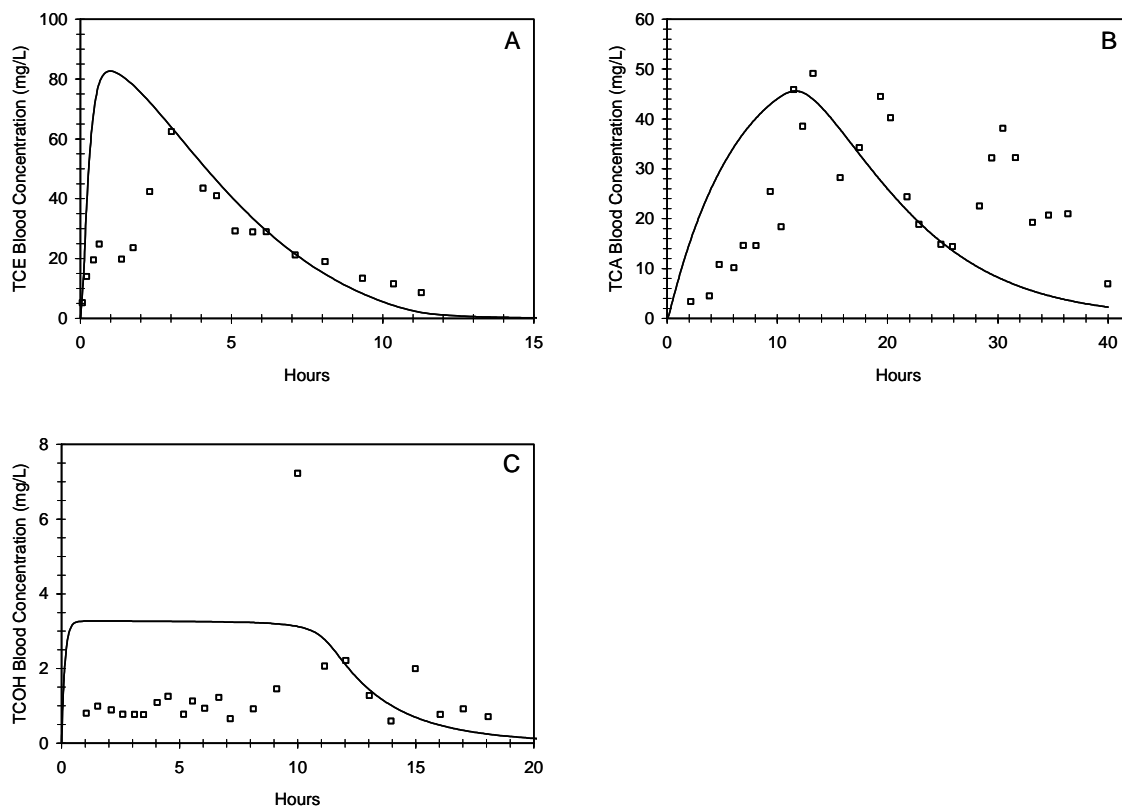 A
TCE Blood Concentration (mg/L)
100
80
60
40
20
0
0 5 10 15
Hours
B
TCA Blood Concentration (mg/L)
60
50
40
30
20
10
0
0 10 20 30 40
Hours
C
TCOH Blood Concentration (mg/L)
8
6
4
2
0
0 5 10 15 20
Hours